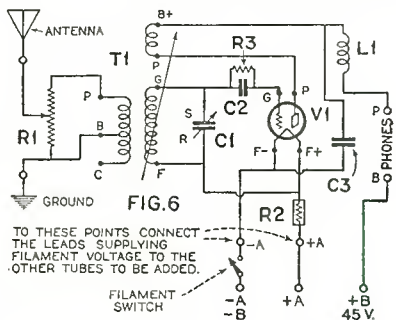 B+
ANTENNA
T1
R3
L1
P
P
G
P
G
P
V1
C2
S
R1
B
R
C1
F-
F+
PHONES
C3
B
C
F
GROUND
FIG.6
R2
TO THESE POINTS CONNECT
THE LEADS SUPPLYING
FILAMENT VOLTAGE TO THE
OTHER TUBES TO BE ADDED.
-A
+A
FILAMENT
SWITCH
-A
-B
+A
+B
45 V.